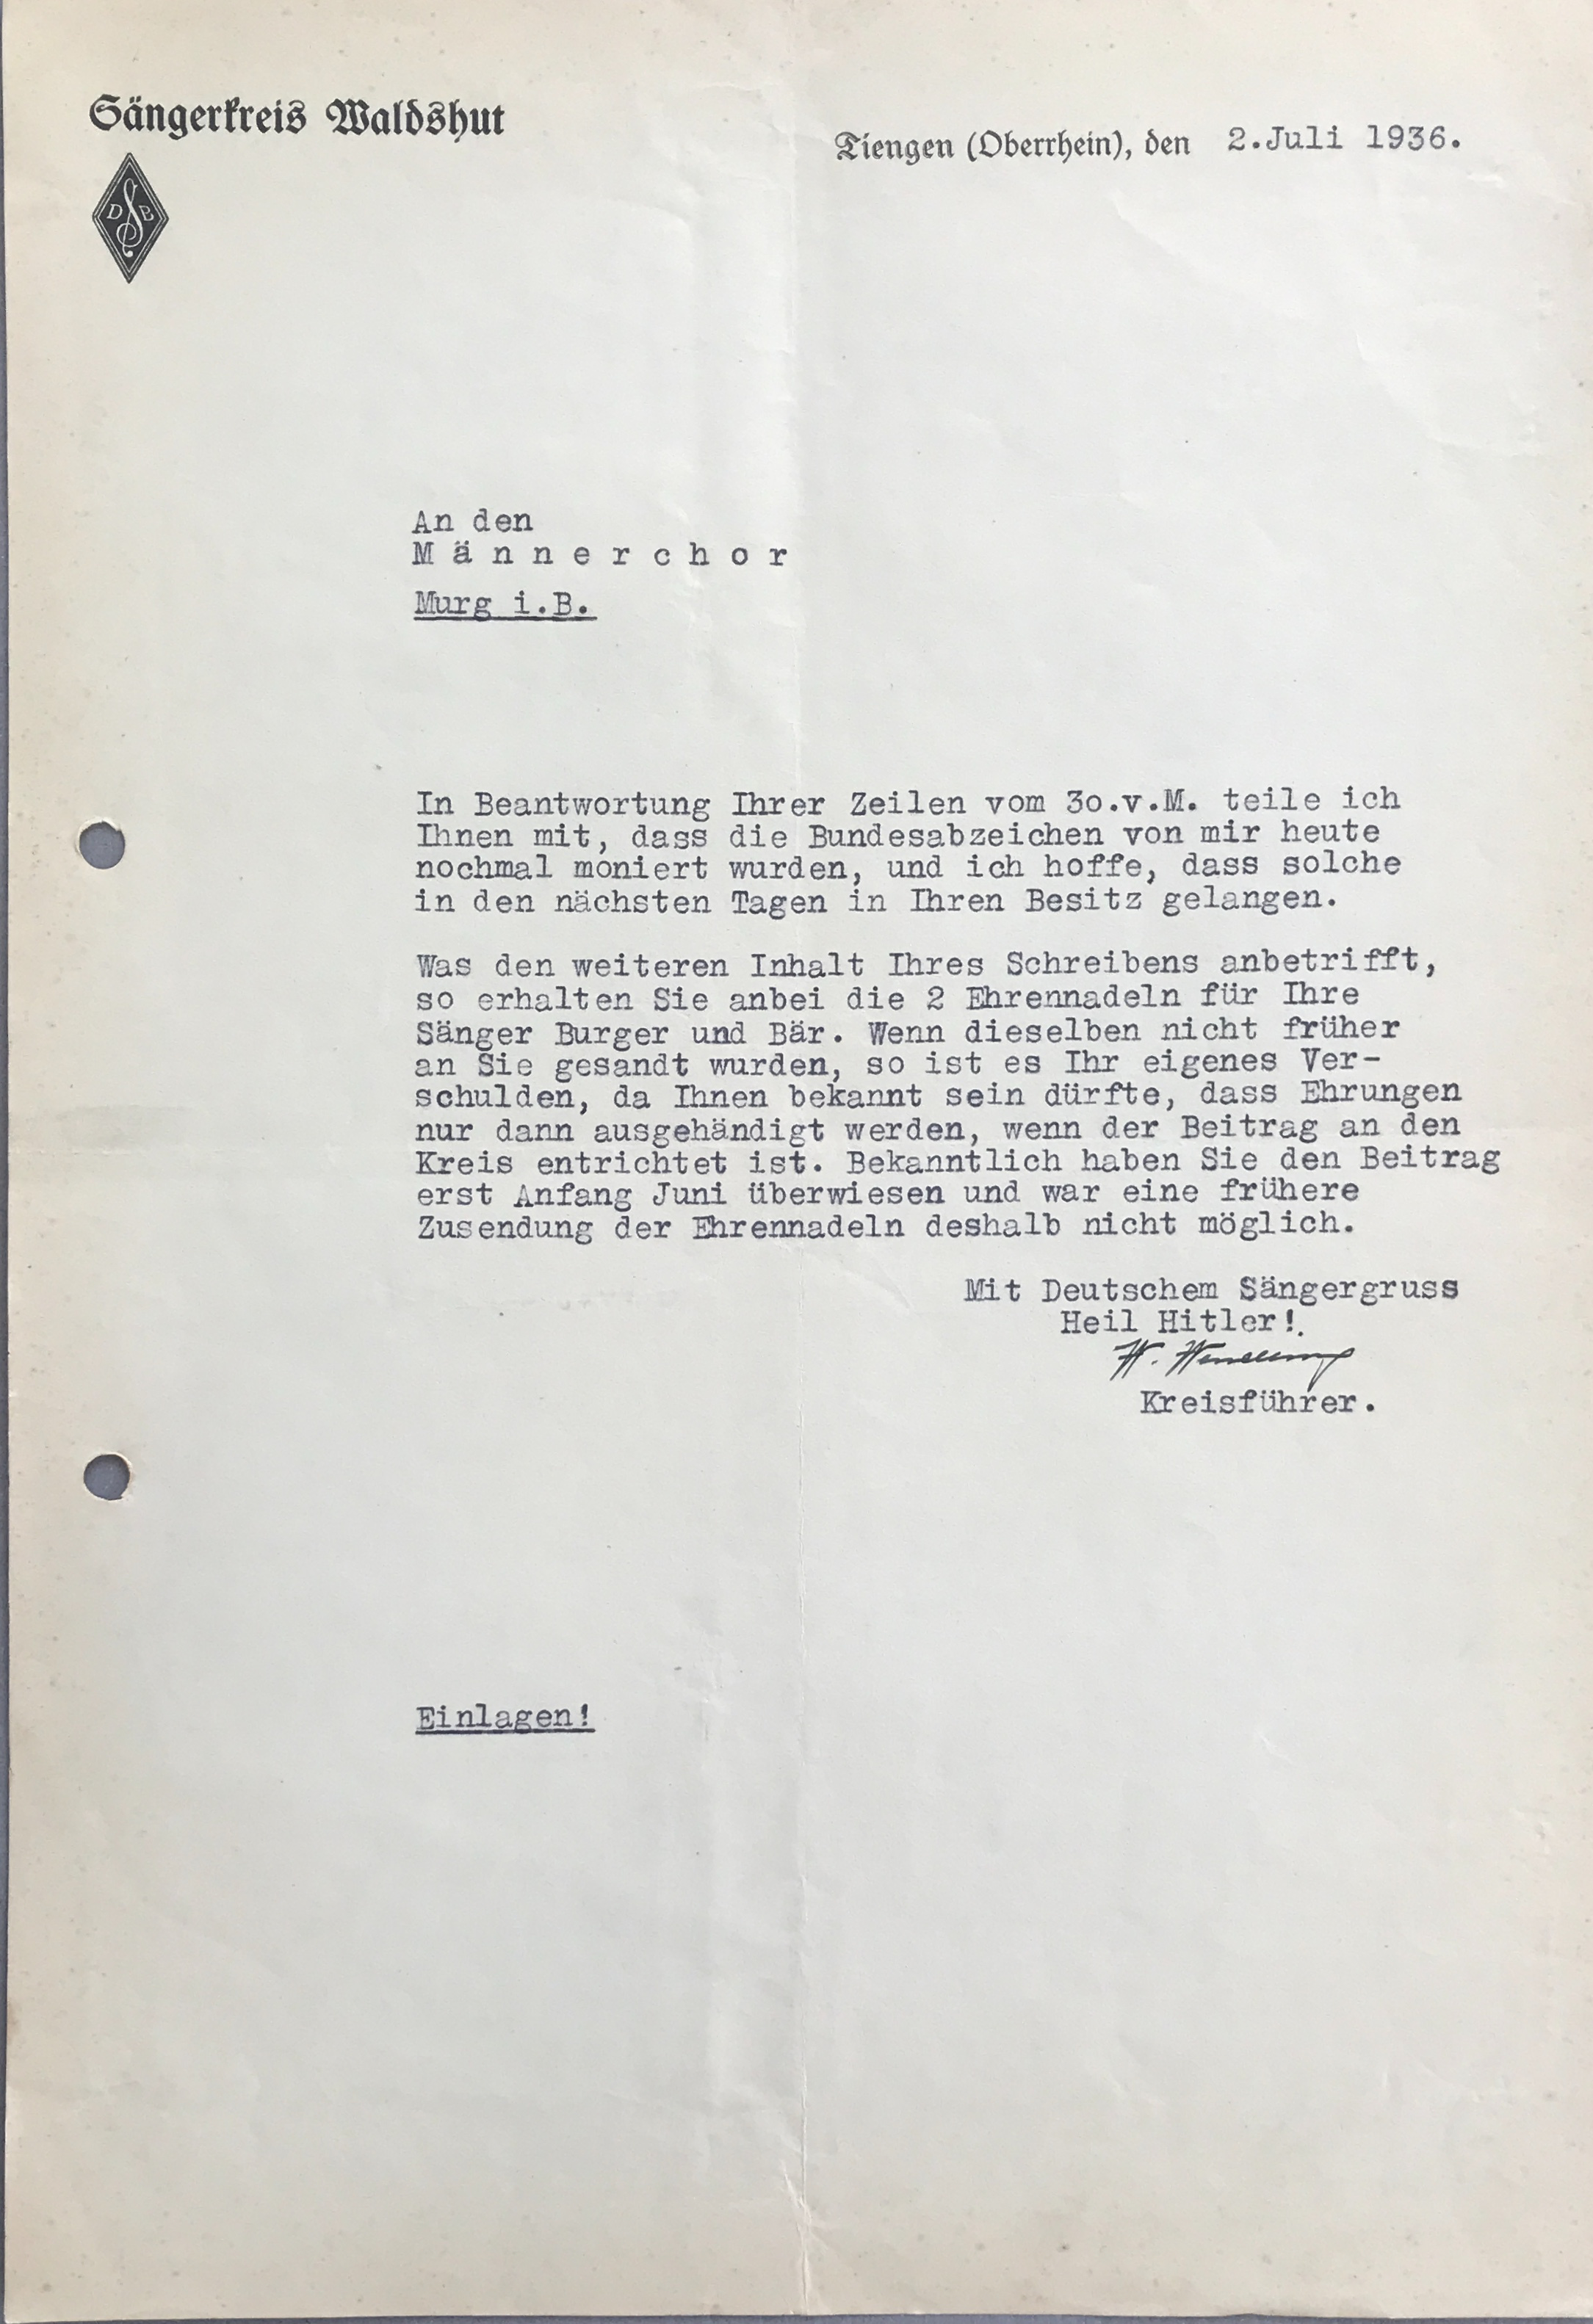 Sängerkreis Waldshut
Tiengen (Oberrhein), den 2.Juli 1936.
DSB
An den
M ä n n e r c h o r
Murg i.B.
In Beantwortung Ihrer Zeilen vom 3o.v.M. teile ich
Ihnen mit, dass die Bundesabzeichen von mir heute
nochmal moniert wurden, und ich hoffe, dass solche
in den nächsten Tagen in Ihren Besitz gelangen.
Was den weiteren Inhalt Ihres Schreibens anbetrifft,
so erhalten Sie anbei die 2 Ehrennadeln für Ihre
Sänger Burger und Bär. Wenn dieselben nicht früher
an Sie gesandt wurden, so ist es Ihr eigenes Ver-
schulden, da Ihnen bekannt sein dürfte, dass Ehrungen
nur dann ausgehändigt werden, wenn der Beitrag an den
Kreis entrichtet ist. Bekanntlich haben Sie den Beitrag
erst Anfang Juni überwiesen und war eine frühere
Zusendung der Ehrennadeln deshalb nicht möglich.
Mit Deutschem Sängergruss
Heil Hitler!
Kreisführer.
Einlagen!